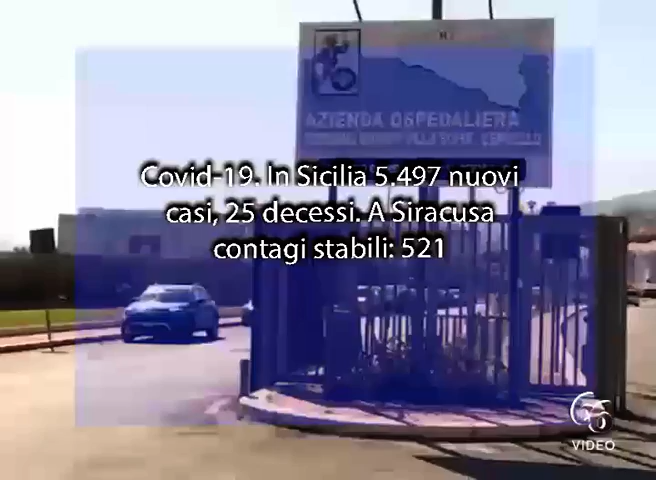 AZIENDA OSPEDALIERA
Covid-19. In Sicilia 5.497 nuovi
casi, 25 decessi. A Siracusa
contagi stabili: 521
VIDEO